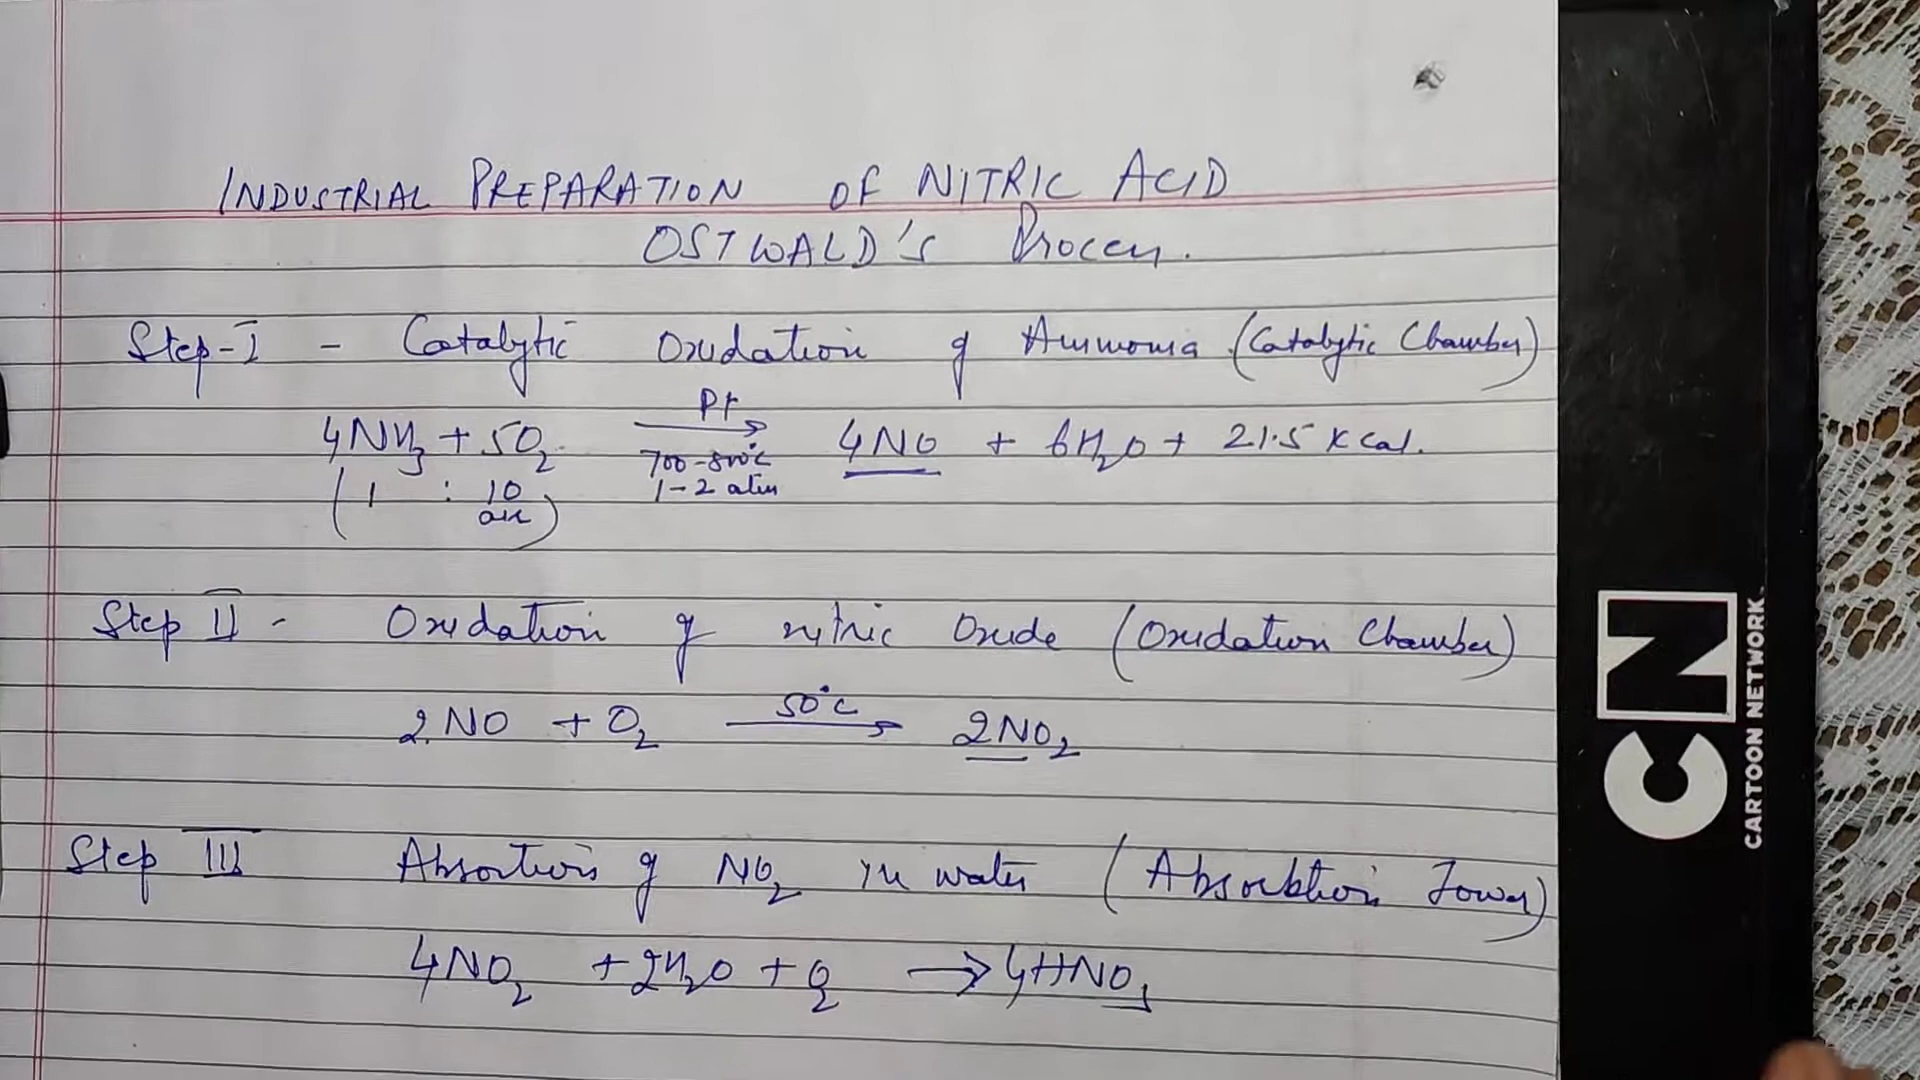 INDUSTRIAL PREPARATION OF NITRIC ACID
OSTWALD'S Process.
Step-I - Catalytic Oxidation of Ammonia (Catalytic Chamber)
4NH₃ + 5O₂ Pt → 4NO + 6H₂O + 21.5 K cal.
700-800°C
1-2 atm
(1 : 10 air)
Step II - Oxidation of nitric Oxide (Oxidation Chamber)
2NO + O₂ 50°C → 2NO₂
Step III Absortion of NO₂ in water (Absorbtion Tower)
4NO₂ + 2H₂O + O₂ → 4HNO₃
CN
CARTOON NETWORK